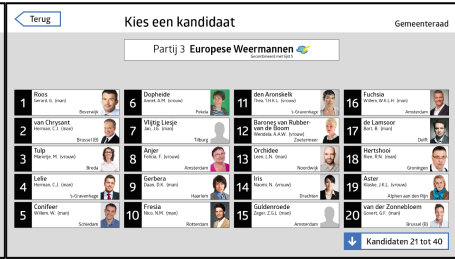 Terug
Kies een kandidaat
Gemeenteraad
Partij 3 Europese Weermannen
Gecombineerd met lijst 5
1 Roos
Gerard, G. (man)
Beverwijk
2 van Chrysant
Herman, C.J. (man)
Brussel (B)
3 Tulp
Marietje, M. (vrouw)
Breda
4 Lelie
Herman, C.J. (man)
's-Gravenhage
5 Conifeer
Willem, W. (man)
Schiedam
6 Dopheide
Annet, A.M. (vrouw)
Pekela
7 Vlijtig Liesje
Jan, J.G. (man)
Tilburg
8 Anjer
Felicia, F. (vrouw)
Amsterdam
9 Gerbera
Daan, D.K. (man)
Haarlem
10 Fresia
Nico, N.M. (man)
Rotterdam
11 den Aronskelk
Thea, T.H.K.L. (vrouw)
's-Gravenhage
12 Barones van Rubber-
van de Boom
Wendela, A.A.W. (vrouw)
Zoetermeer
13 Orchidee
Leen, L.N. (man)
Noordwijk
14 Iris
Naomi, N. (vrouw)
Drachten
15 Guldenroede
Zeger, Z.G.J. (man)
Amsterdam
16 Fuchsia
Willem, W.K.L.H. (man)
Amsterdam
17 de Lamsoor
Bart, B. (man)
Delft
18 Hertshooi
Rien, R.N. (man)
Groningen
19 Aster
Klaske, J.K.L. (vrouw)
Alphen aan den Rijn
20 van der Zonnebloem
Govert, G.F. (man)
Brussel (B)
Kandidaten 21 tot 40